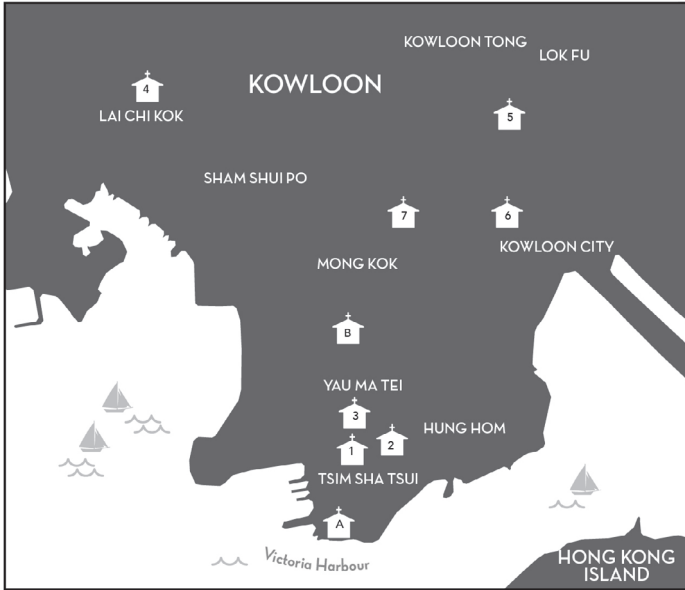 KOWLOON TONG
LOK FU
KOWLOON
4
LAI CHI KOK
5
SHAM SHUI PO
7
6
KOWLOON CITY
MONG KOK
B
YAU MA TEI
3
HUNG HOM
2
1
TSIM SHA TSUI
A
Victoria Harbour
HONG KONG
ISLAND